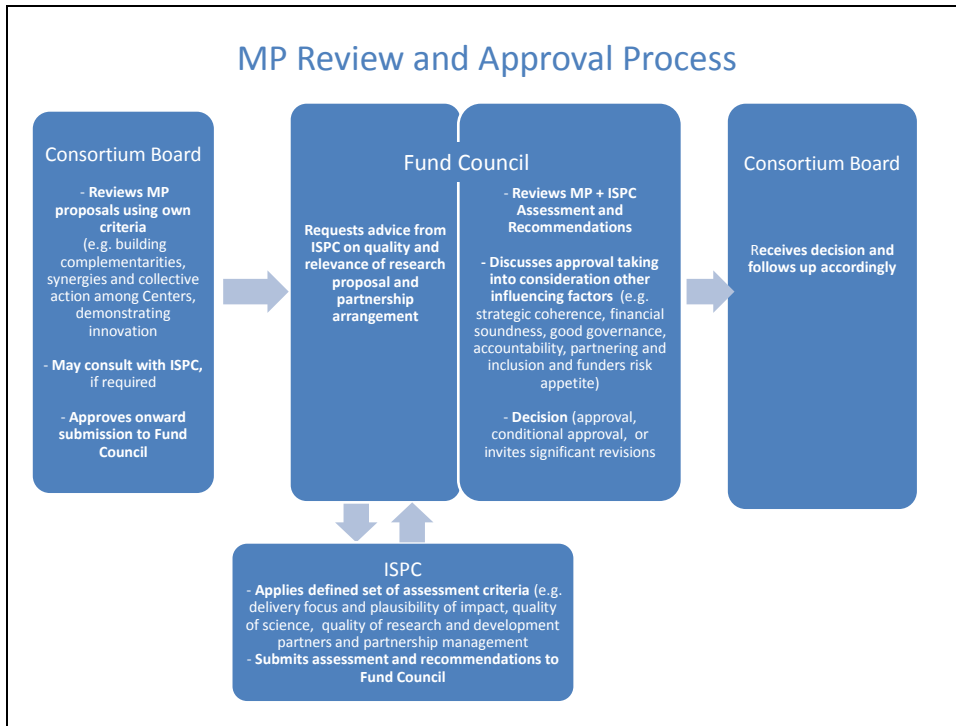 MP Review and Approval Process
Consortium Board
- Reviews MP
proposals using own
criteria
(e.g. building
complementarities,
synergies and collective
action among Centers,
demonstrating
innovation
- May consult with ISPC,
if required
- Approves onward
submission to Fund
Council
Fund Council
Requests advice from
ISPC on quality and
relevance of research
proposal and
partnership
arrangement
- Reviews MP + ISPC
Assessment and
Recommendations
- Discusses approval taking
into consideration other
influencing factors (e.g.
strategic coherence, financial
soundness, good governance,
accountability, partnering and
inclusion and funders risk
appetite)
- Decision (approval,
conditional approval, or
invites significant revisions
Consortium Board
Receives decision and
follows up accordingly
ISPC
- Applies defined set of assessment criteria (e.g.
delivery focus and plausibility of impact, quality
of science, quality of research and development
partners and partnership management
- Submits assessment and recommendations to
Fund Council